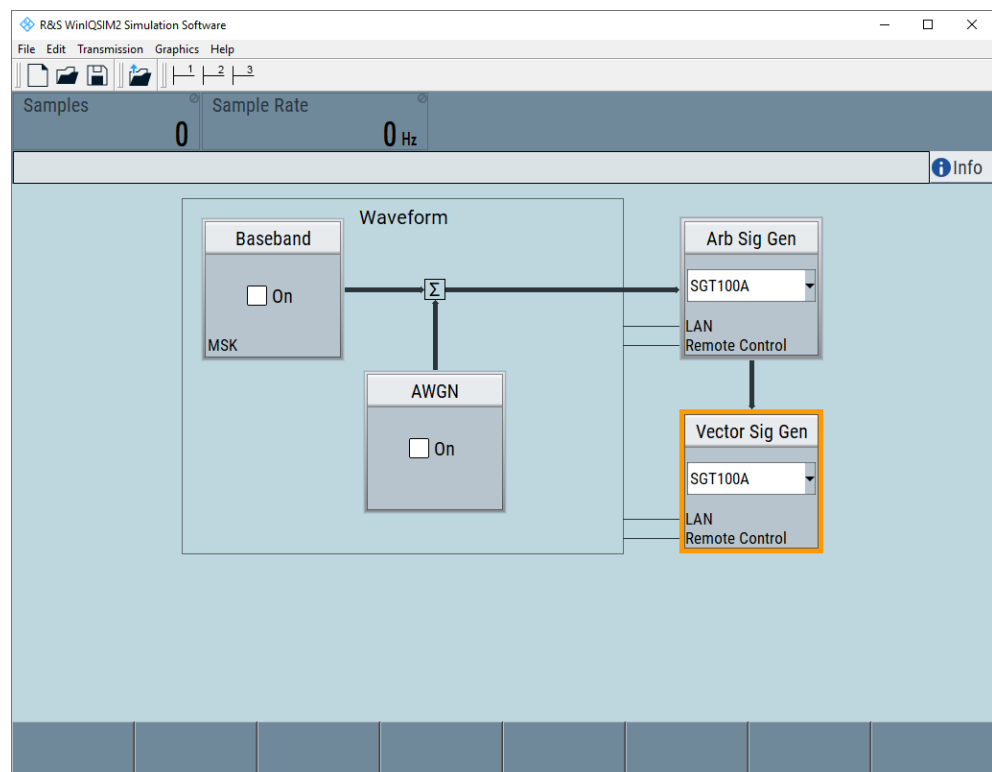 R&S WinIQSIM2 Simulation Software
File Edit Transmission Graphics Help
1 2 3
Samples
0
Sample Rate
0 Hz
i Info
Waveform
Baseband
On
MSK
Σ
AWGN
On
Arb Sig Gen
SGT100A
LAN
Remote Control
Vector Sig Gen
SGT100A
LAN
Remote Control